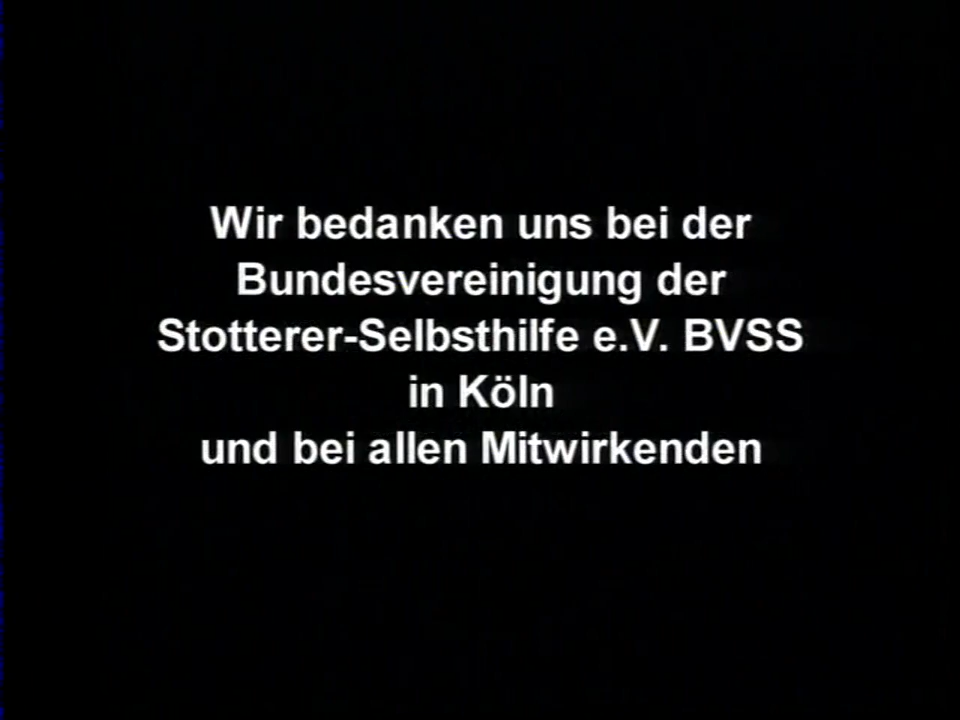 Wir bedanken uns bei der
Bundesvereinigung der
Stotterer-Selbsthilfe e.V. BVSS
in Köln
und bei allen Mitwirkenden